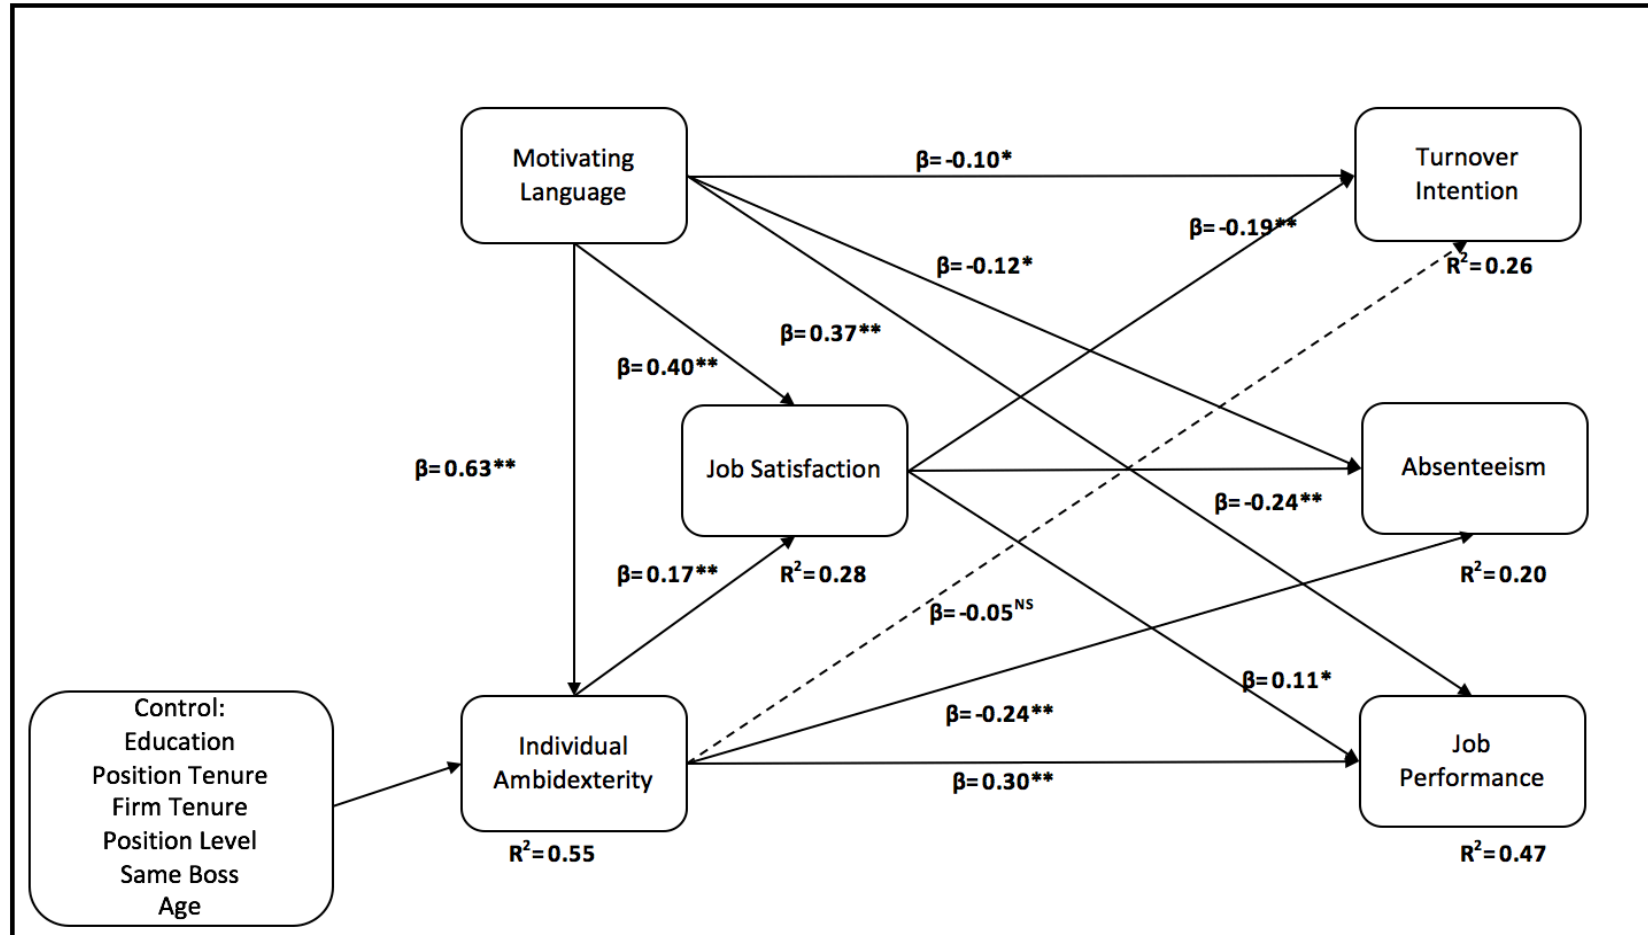 Motivating
Language
Turnover
Intention
β= -0.10*
β= -0.19**
R²= 0.26
β= -0.12*
β= 0.37**
β= 0.40**
β= 0.63**
Job Satisfaction
Absenteeism
β= -0.24**
β= 0.17**
R²= 0.28
R²= 0.20
β= -0.05ᴺˢ
β= 0.11*
β= -0.24**
β= 0.30**
Control:
Education
Position Tenure
Firm Tenure
Position Level
Same Boss
Age
Individual
Ambidexterity
R²= 0.55
Job
Performance
R²= 0.47